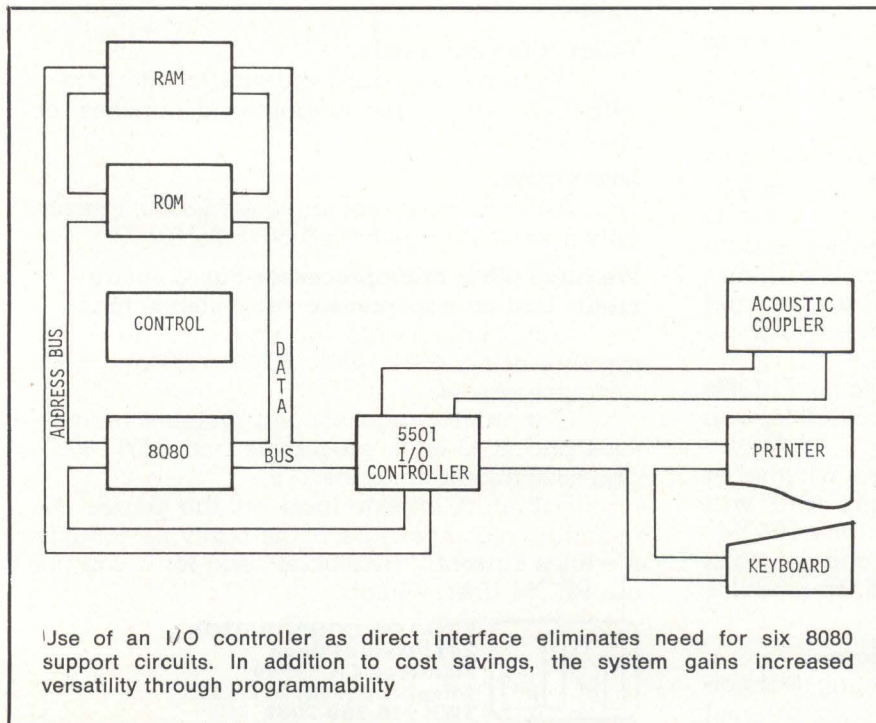 RAM
ROM
CONTROL
ADDRESS BUS
DATA
BUS
8080
5501
I/O
CONTROLLER
ACOUSTIC
COUPLER
PRINTER
KEYBOARD
Use of an I/O controller as direct interface eliminates need for six 8080
support circuits. In addition to cost savings, the system gains increased
versatility through programmability